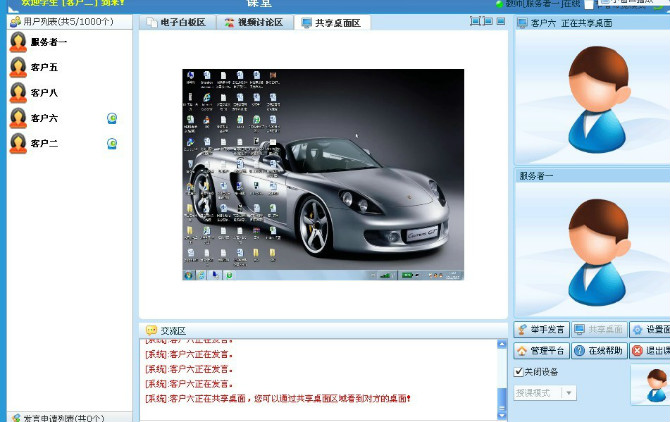 欢迎学生 [客户二] 到来!
课堂
用户列表(共5/1000个)
服务者一
客户五
客户八
客户六
客户二
发言申请列表(共0个)
电子白板区
视频讨论区
共享桌面区
Carrera GT
交流区
[系统]:客户六正在发言。
[系统]:客户六正在发言。
[系统]:客户六正在发言。
[系统]:客户六正在发言。
[系统]:客户六正在共享桌面，您可以通过共享桌面区域看到对方的桌面!
服务者一]在线
客户六 正在共享桌面
服务者一
举手发言
共享桌面
设置面
管理平台
在线帮助
退出课
关闭设备
授课模式